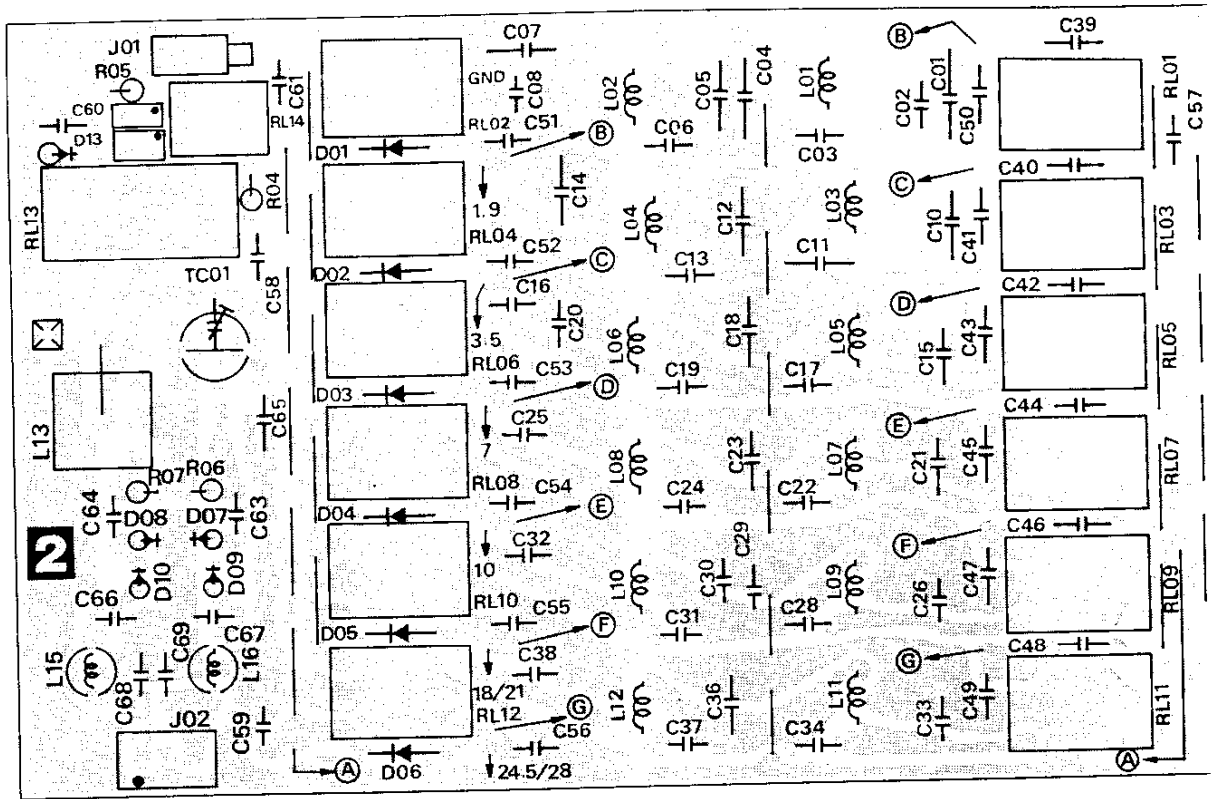 J01
R05
C60
D13
C61
RL14
RL13
R04
TC01
C58
L13
C65
R07
R06
C64
D08
D07
C63
2
D10
D09
C66
C69
C67
L15
L16
C68
J02
C59
A
C07
GND
C08
RL02
C51
B
D01
C14
1.9
RL04
C52
C
D02
C16
C20
3.5
RL06
C53
D
D03
C25
7
RL08
C54
E
D04
C32
10
RL10
C55
F
D05
C38
18/21
RL12
G
C56
D06
24.5/28
L02
C05
C04
L01
C06
C03
L04
C12
L03
C13
C11
L06
C18
L05
C19
C17
L08
C23
L07
C24
C22
C29
L10
C30
L09
C31
C28
L12
C36
L11
C37
C34
B
C39
C02
C01
C50
RL01
C57
C
C40
C10
C41
RL03
D
C42
C15
C43
RL05
E
C44
C21
C45
RL07
F
C46
C26
C47
RL09
G
C48
C33
C49
RL11
A